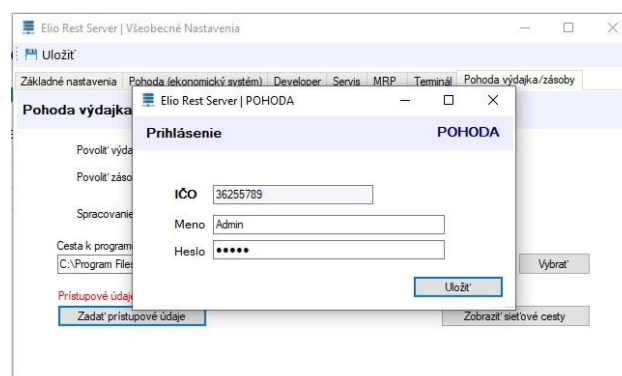 Elio Rest Server | Všeobecné Nastavenia
Uložiť
Základné nastavenia Pohoda (ekonomický systém) Developer Servis MRP Terminál Pohoda výdajka/zásoby
Pohoda výdajka
Elio Rest Server | POHODA
Prihlásenie POHODA
Povoliť výda
Povoliť záso
IČO 36255789
Spracovanie
Meno Admin
Cesta k program
Heslo •••••
C:\Program Files
Vybrať
Uložiť
Prístupové údaje
Zadať prístupové údaje
Zobraziť sieťové cesty